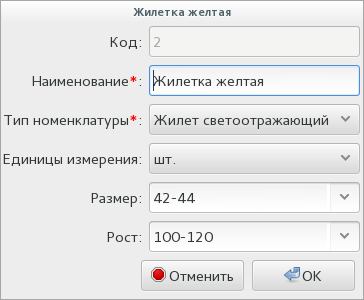 Жилетка желтая
Код: 2
Наименование*: Жилетка желтая
Тип номенклатуры*: Жилет светоотражающий
Единицы измерения: шт.
Размер: 42-44
Рост: 100-120
Отменить OK